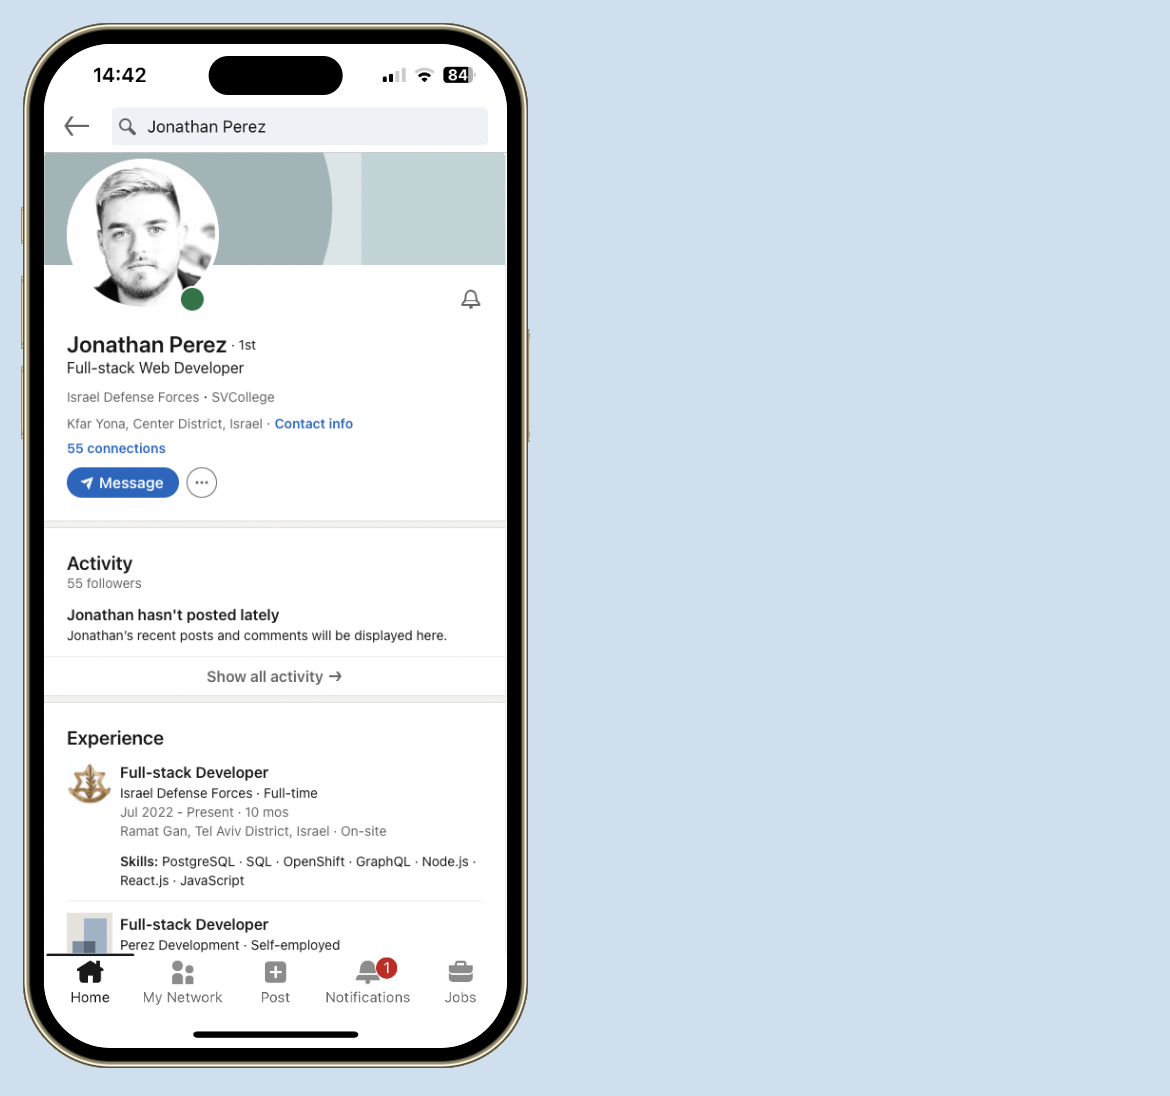 14:42
84
Jonathan Perez
Jonathan Perez · 1st
Full-stack Web Developer
Israel Defense Forces • SVCollege
Kfar Yona, Center District, Israel · Contact info
55 connections
Message
Activity
55 followers
Jonathan hasn't posted lately
Jonathan’s recent posts and comments will be displayed here.
Show all activity →
Experience
Full-stack Developer
Israel Defense Forces · Full-time
Jul 2022 - Present · 10 mos
Ramat Gan, Tel Aviv District, Israel · On-site
Skills: PostgreSQL · SQL · OpenShift · GraphQL · Node.js ·
React.js · JavaScript
Full-stack Developer
Perez Development · Self-employed
1
Home
My Network
Post
Notifications
Jobs